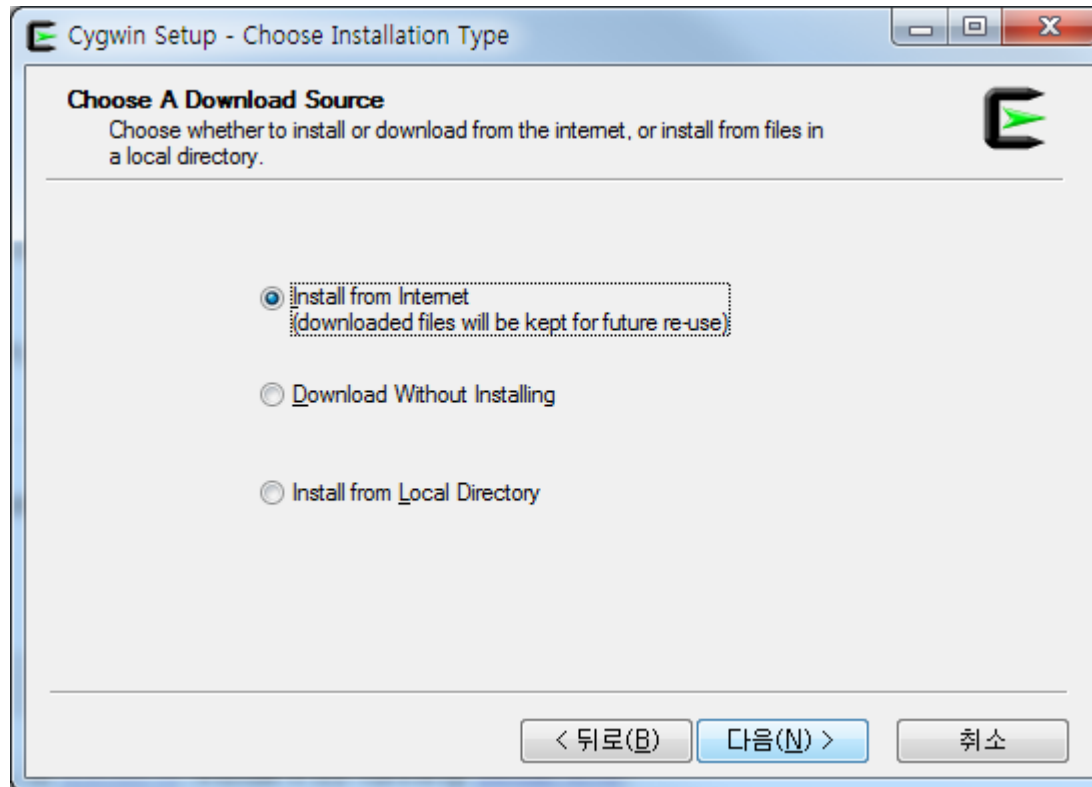 Cygwin Setup - Choose Installation Type
Choose A Download Source
Choose whether to install or download from the internet, or install from files in
a local directory.
Install from Internet
(downloaded files will be kept for future re-use)
Download Without Installing
Install from Local Directory
< 뒤로(B)
다음(N) >
취소